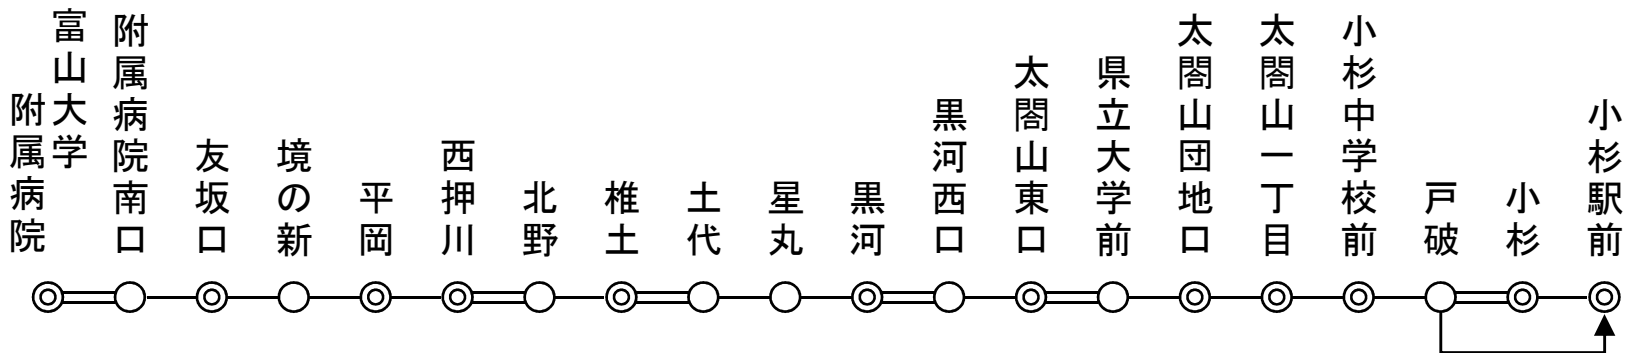 富山大学
附属病院
附属病院南口
友坂口
境の新
平岡
西押川
北野
椎土
土代
星丸
黒河
黒河西口
太閤山東口
県立大学前
太閤山団地口
太閤山一丁目
小杉中学校前
戸破
小杉
小杉駅前